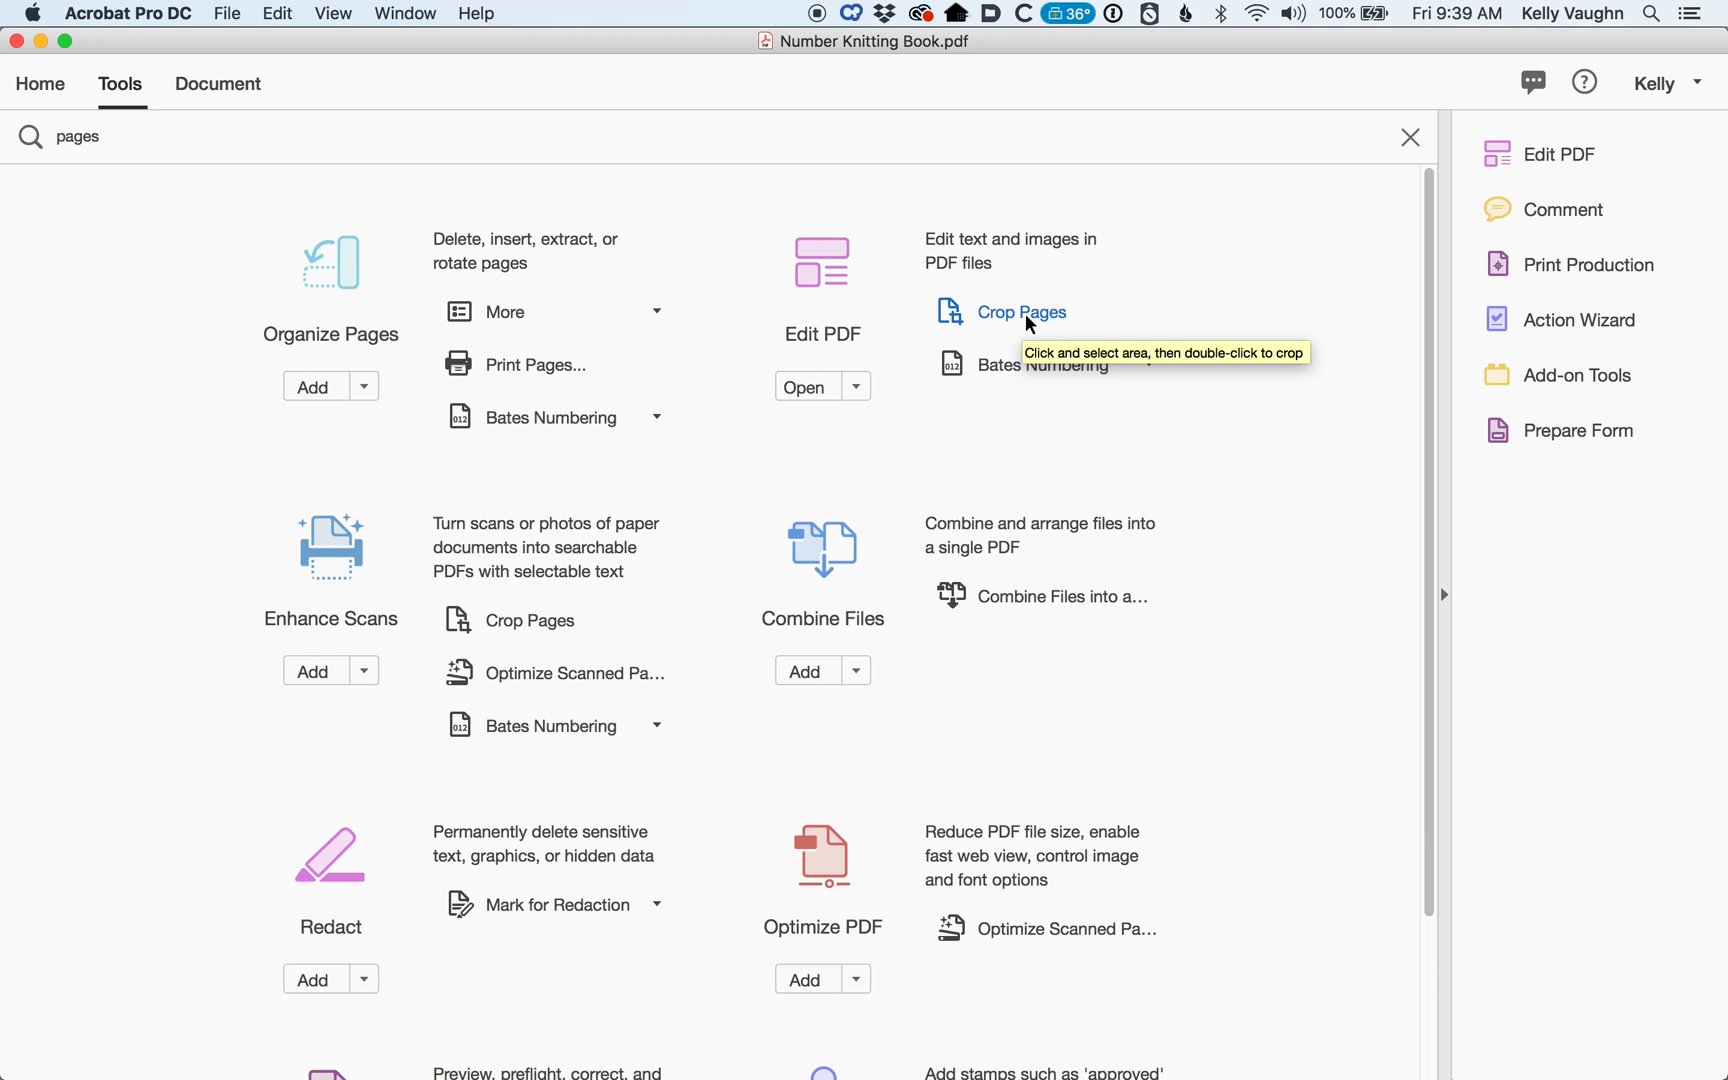 Acrobat Pro DC File Edit View Window Help 36° 100% Fri 9:39 AM Kelly Vaughn
Number Knitting Book.pdf
Home Tools Document Kelly
pages
Delete, insert, extract, or
rotate pages
More
Organize Pages
Print Pages...
Add
Bates Numbering
Edit text and images in
PDF files
Crop Pages
Edit PDF
Click and select area, then double-click to crop
Bates Numbering
Open
Turn scans or photos of paper
documents into searchable
PDFs with selectable text
Enhance Scans
Crop Pages
Add
Optimize Scanned Pa...
Bates Numbering
Combine and arrange files into
a single PDF
Combine Files into a...
Combine Files
Add
Permanently delete sensitive
text, graphics, or hidden data
Mark for Redaction
Redact
Add
Reduce PDF file size, enable
fast web view, control image
and font options
Optimize PDF
Optimize Scanned Pa...
Add
Preview, preflight, correct, and
Add stamps such as 'approved'
Edit PDF
Comment
Print Production
Action Wizard
Add-on Tools
Prepare Form